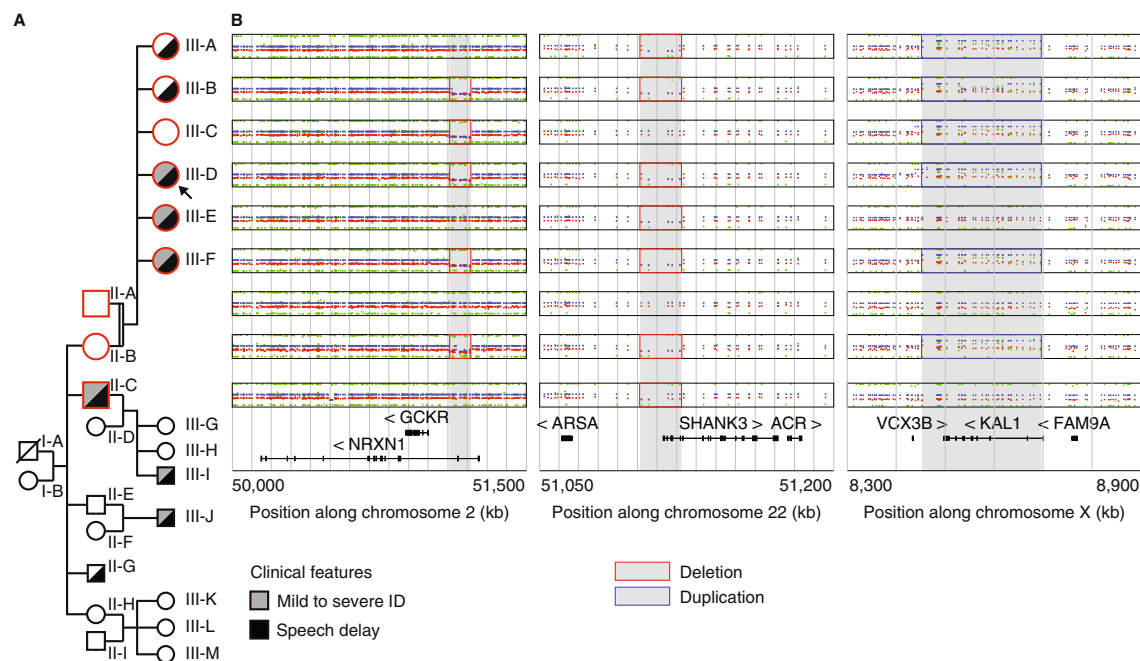 A
B
III-A
III-B
III-C
III-D
III-E
III-F
II-A
II-B
II-C
II-D
III-G
III-H
III-I
I-A
I-B
II-E
II-F
III-J
II-G
II-H
II-I
III-K
III-L
III-M
< GCKR
< NRXN1
< ARSA
SHANK3 >
ACR >
VCX3B >
< KAL1
< FAM9A
50,000
51,500
51,050
51,200
8,300
8,900
Position along chromosome 2 (kb)
Position along chromosome 22 (kb)
Position along chromosome X (kb)
Clinical features
Mild to severe ID
Speech delay
Deletion
Duplication